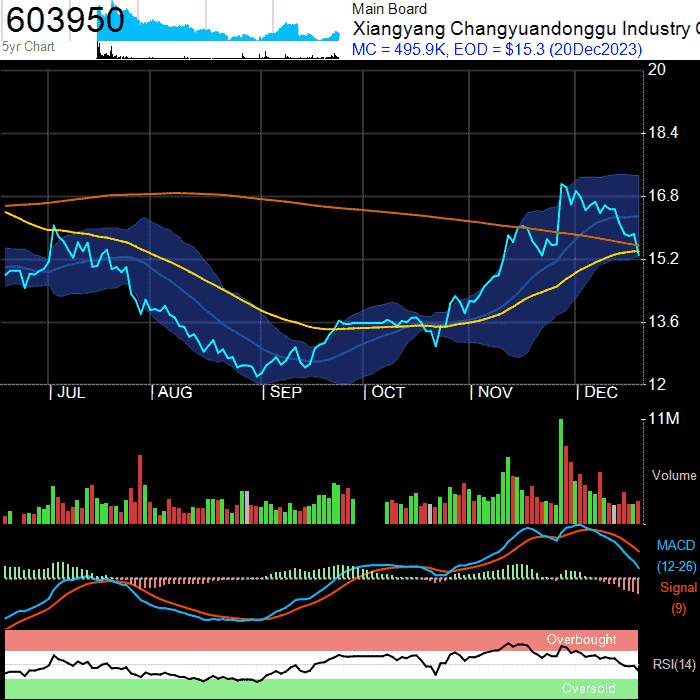 603950
5yr Chart
Main Board
Xiangyang Changyuandonggu Industry
MC = 495.9K, EOD = $15.3 (20Dec2023)
20
18.4
16.8
15.2
13.6
12
JUL AUG SEP OCT NOV DEC
11M
Volume
MACD
(12-26)
Signal
(9)
Overbought
RSI(14)
Oversold